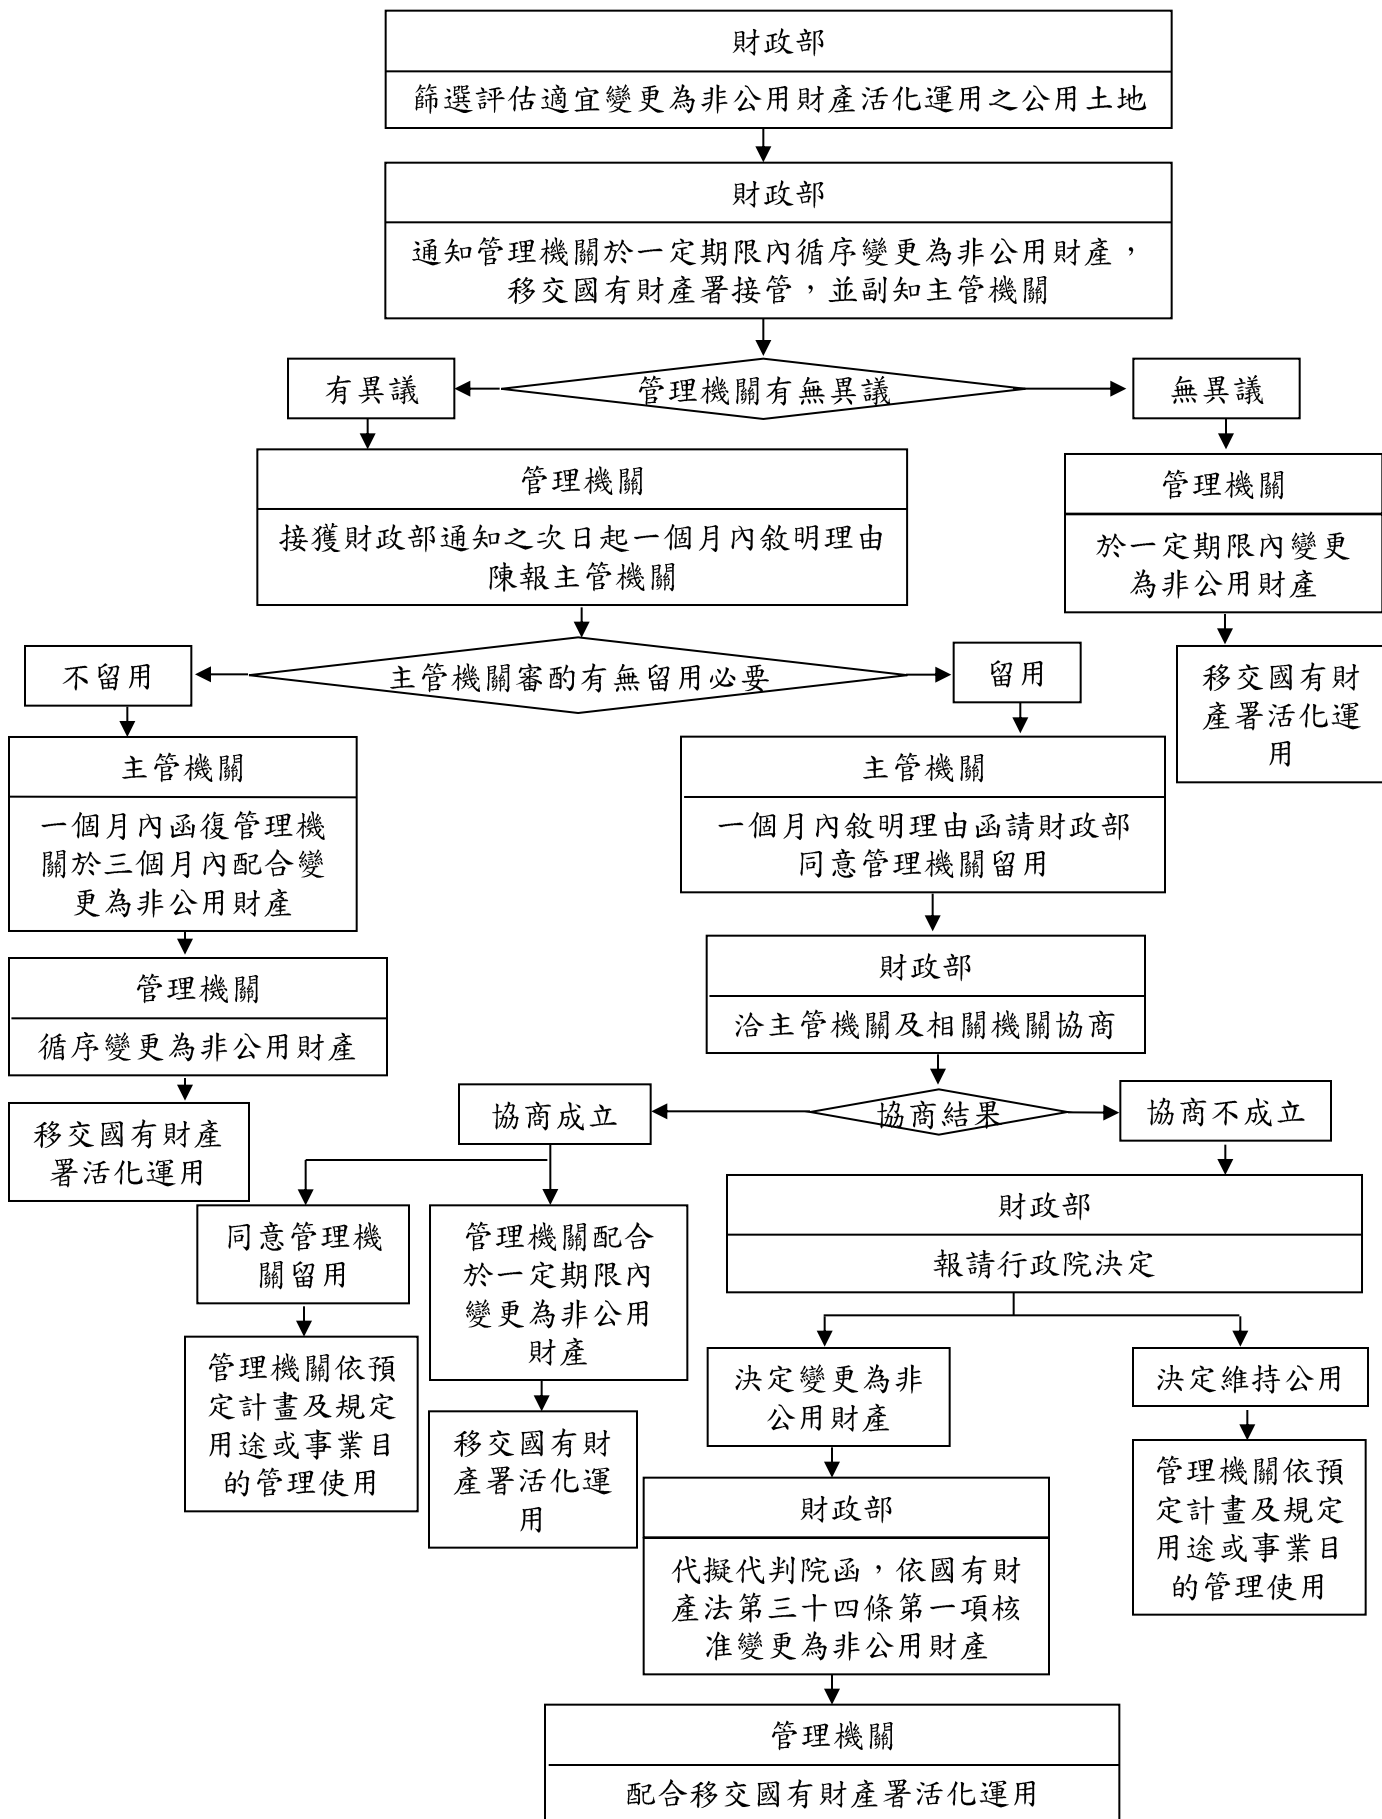 財政部
篩選評估適宜變更為非公用財產活化運用之公用土地
財政部
通知管理機關於一定期限內循序變更為非公用財產，
移交國有財產署接管，並副知主管機關
有異議
管理機關有無異議
無異議
管理機關
接獲財政部通知之次日起一個月內敘明理由
陳報主管機關
管理機關
於一定期限內變更
為非公用財產
不留用
主管機關審酌有無留用必要
留用
移交國有財
產署活化運
用
主管機關
一個月內函復管理機
關於三個月內配合變
更為非公用財產
主管機關
一個月內敘明理由函請財政部
同意管理機關留用
管理機關
循序變更為非公用財產
財政部
洽主管機關及相關機關協商
移交國有財產
署活化運用
協商成立
協商結果
協商不成立
同意管理機
關留用
管理機關配合
於一定期限內
變更為非公用
財產
財政部
報請行政院決定
管理機關依預
定計畫及規定
用途或事業目
的管理使用
移交國有財
產署活化運
用
決定變更為非
公用財產
決定維持公用
財政部
代擬代判院函，依國有財
產法第三十四條第一項核
准變更為非公用財產
管理機關依預
定計畫及規定
用途或事業目
的管理使用
管理機關
配合移交國有財產署活化運用